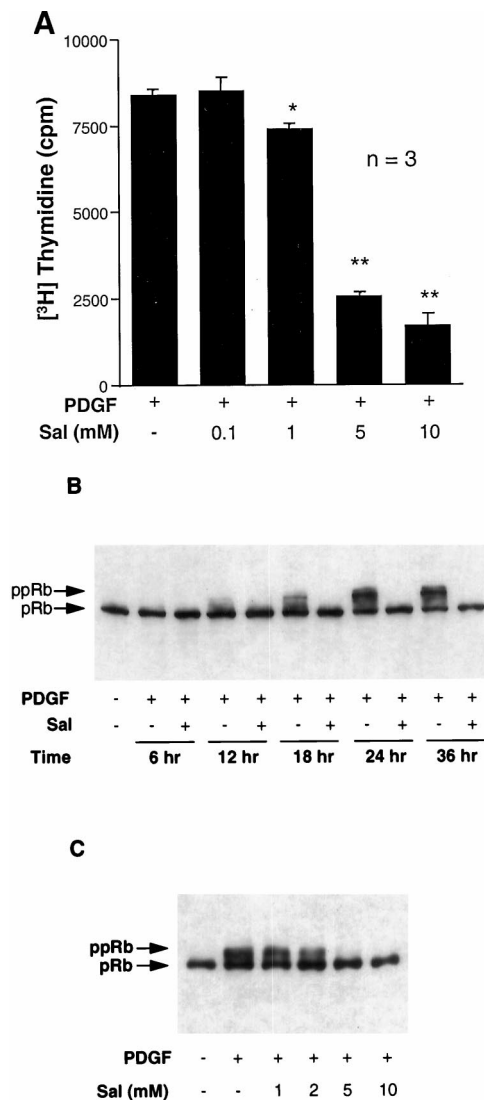 A
10000
7500
5000
2500
0
[³H] Thymidine (cpm)
*
n = 3
**
**
PDGF + + + + +
Sal (mM) - 0.1 1 5 10
B
ppRb
pRb
PDGF - + + + + + + + + + +
Sal - - + - + - + - + - +
Time 6 hr 12 hr 18 hr 24 hr 36 hr
C
ppRb
pRb
PDGF - + + + + +
Sal (mM) - - 1 2 5 10